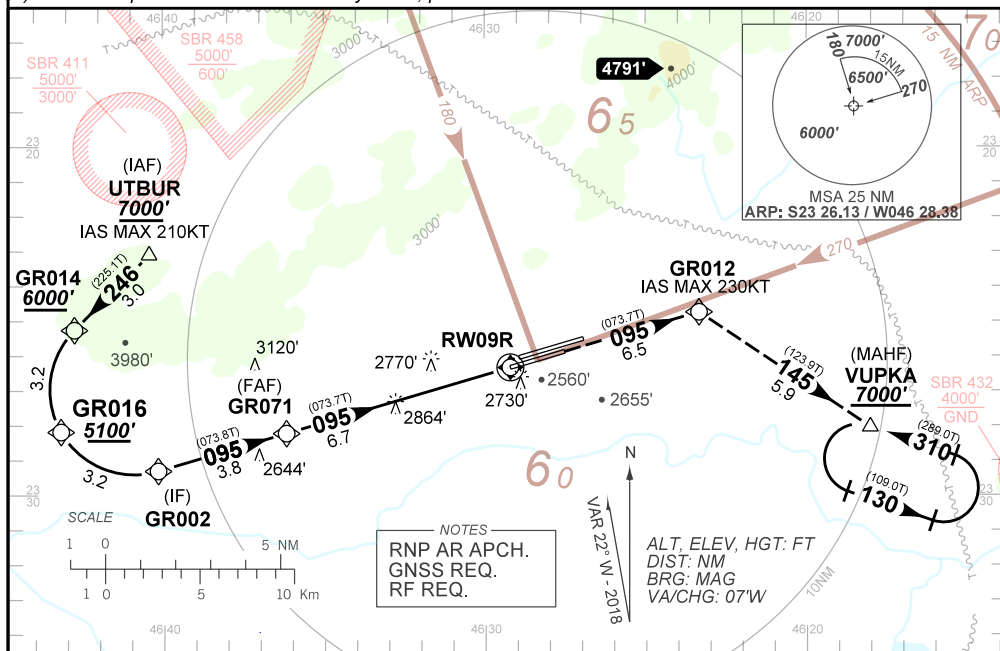 46:40
46:30
46:20
SBR 458
5000'
600'
SBR 411
5000'
3000'
3000'
180
4791'
4000'
6 5
7 0
15 NM ARP
180
7000'
15NM
6500'
270
6000'
MSA 25 NM
ARP: S23 26.13 / W046 28.38
23
20
23
20
(IAF)
UTBUR
7000'
IAS MAX 210KT
3000'
270
GR014
6000'
(225.1T)
246
3.0
GR012
IAS MAX 230KT
3980'
3120'
2770'
RW09R
(073.7T)
095
6.5
3.2
(FAF)
GR071
2864'
2730'
2560'
2655'
(123.9T)
145
5.9
(MAHF)
VUPKA
7000'
SBR 432
4000'
GND
GR016
5100'
(073.8T)
095
3.8
(073.7T)
095
6.7
2644'
3.2
(IF)
GR002
6 0
(289.0T)
310
(109.0T)
130
23
30
23
30
SCALE
1 0 5 NM
1 0 5 10 Km
NOTES
RNP AR APCH.
GNSS REQ.
RF REQ.
N
VAR 22° W - 2018
ALT, ELEV, HGT: FT
DIST: NM
BRG: MAG
VA/CHG: 07'W
10NM
46:40
46:30
46:20